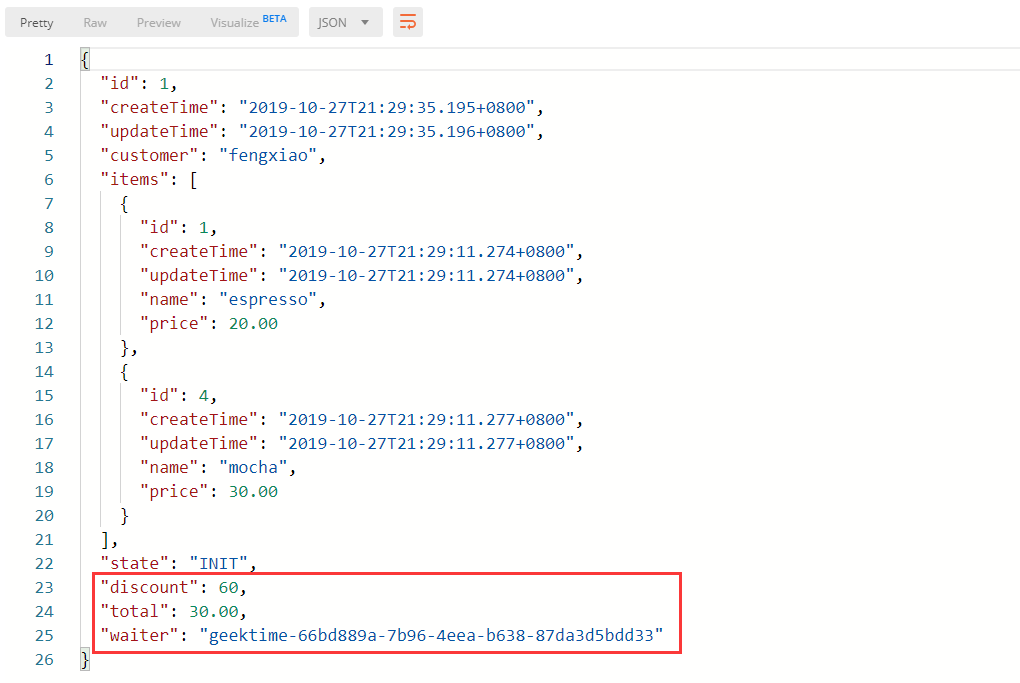 Pretty Raw Preview Visualize BETA JSON
1 {
2 "id": 1,
3 "createTime": "2019-10-27T21:29:35.195+0800",
4 "updateTime": "2019-10-27T21:29:35.196+0800",
5 "customer": "fengxiao",
6 "items": [
7 {
8 "id": 1,
9 "createTime": "2019-10-27T21:29:11.274+0800",
10 "updateTime": "2019-10-27T21:29:11.274+0800",
11 "name": "espresso",
12 "price": 20.00
13 },
14 {
15 "id": 4,
16 "createTime": "2019-10-27T21:29:11.277+0800",
17 "updateTime": "2019-10-27T21:29:11.277+0800",
18 "name": "mocha",
19 "price": 30.00
20 }
21 ],
22 "state": "INIT",
23 "discount": 60,
24 "total": 30.00,
25 "waiter": "geektime-66bd889a-7b96-4eea-b638-87da3d5bdd33"
26 }